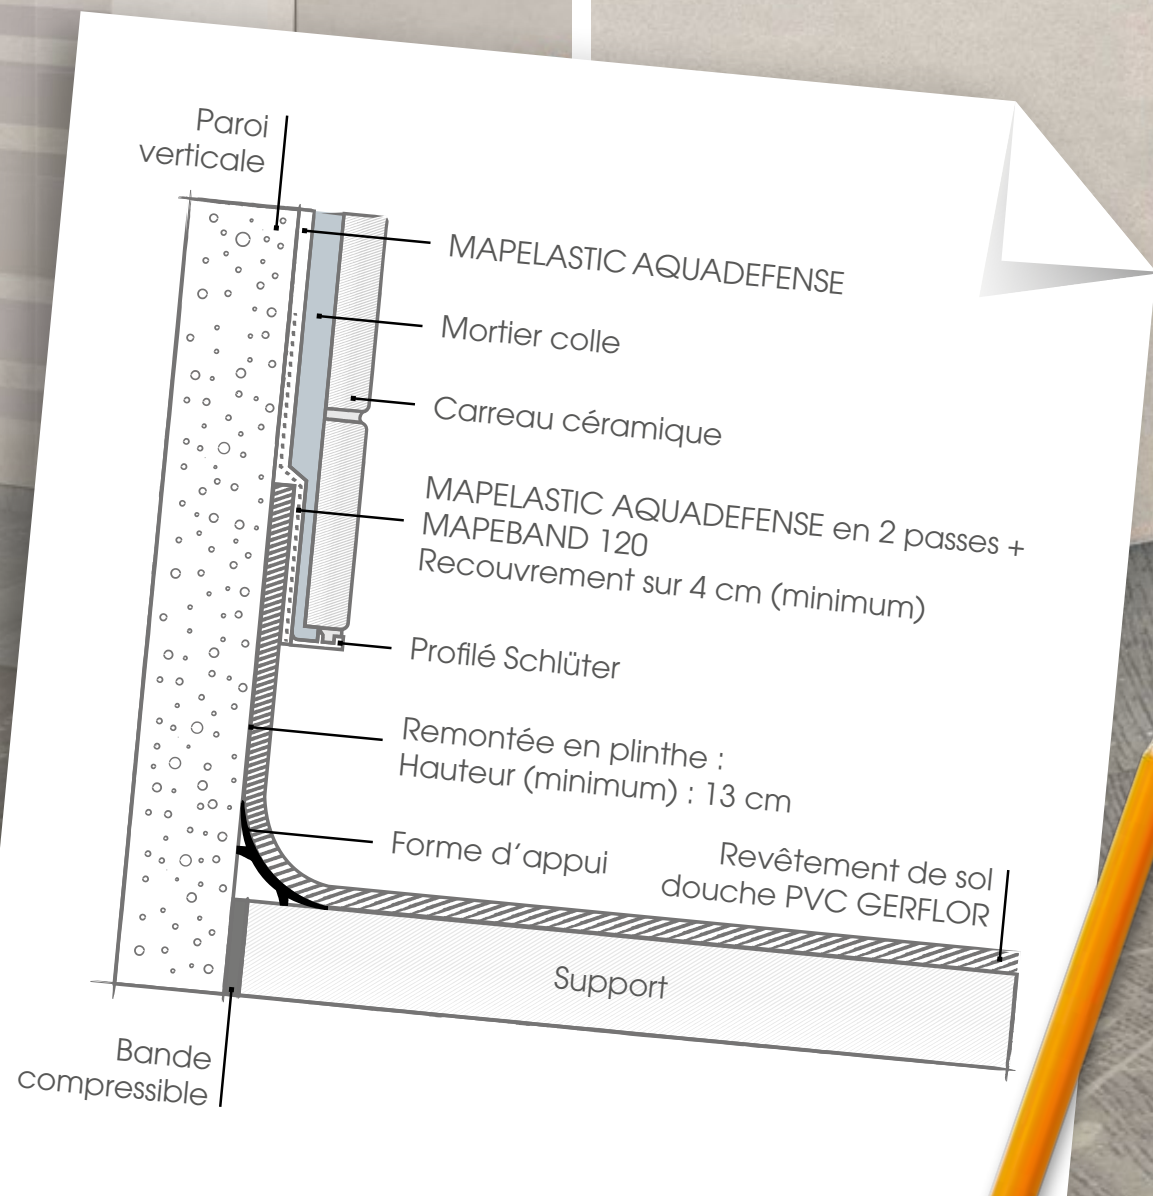 Paroi
verticale
MAPELASTIC AQUADEFENSE
Mortier colle
Carreau céramique
MAPELASTIC AQUADEFENSE en 2 passes +
MAPEBAND 120
Recouvrement sur 4 cm (minimum)
Profilé Schlüter
Remontée en plinthe :
Hauteur (minimum) : 13 cm
Forme d’appui
Revêtement de sol
douche PVC GERFLOR
Support
Bande
compressible